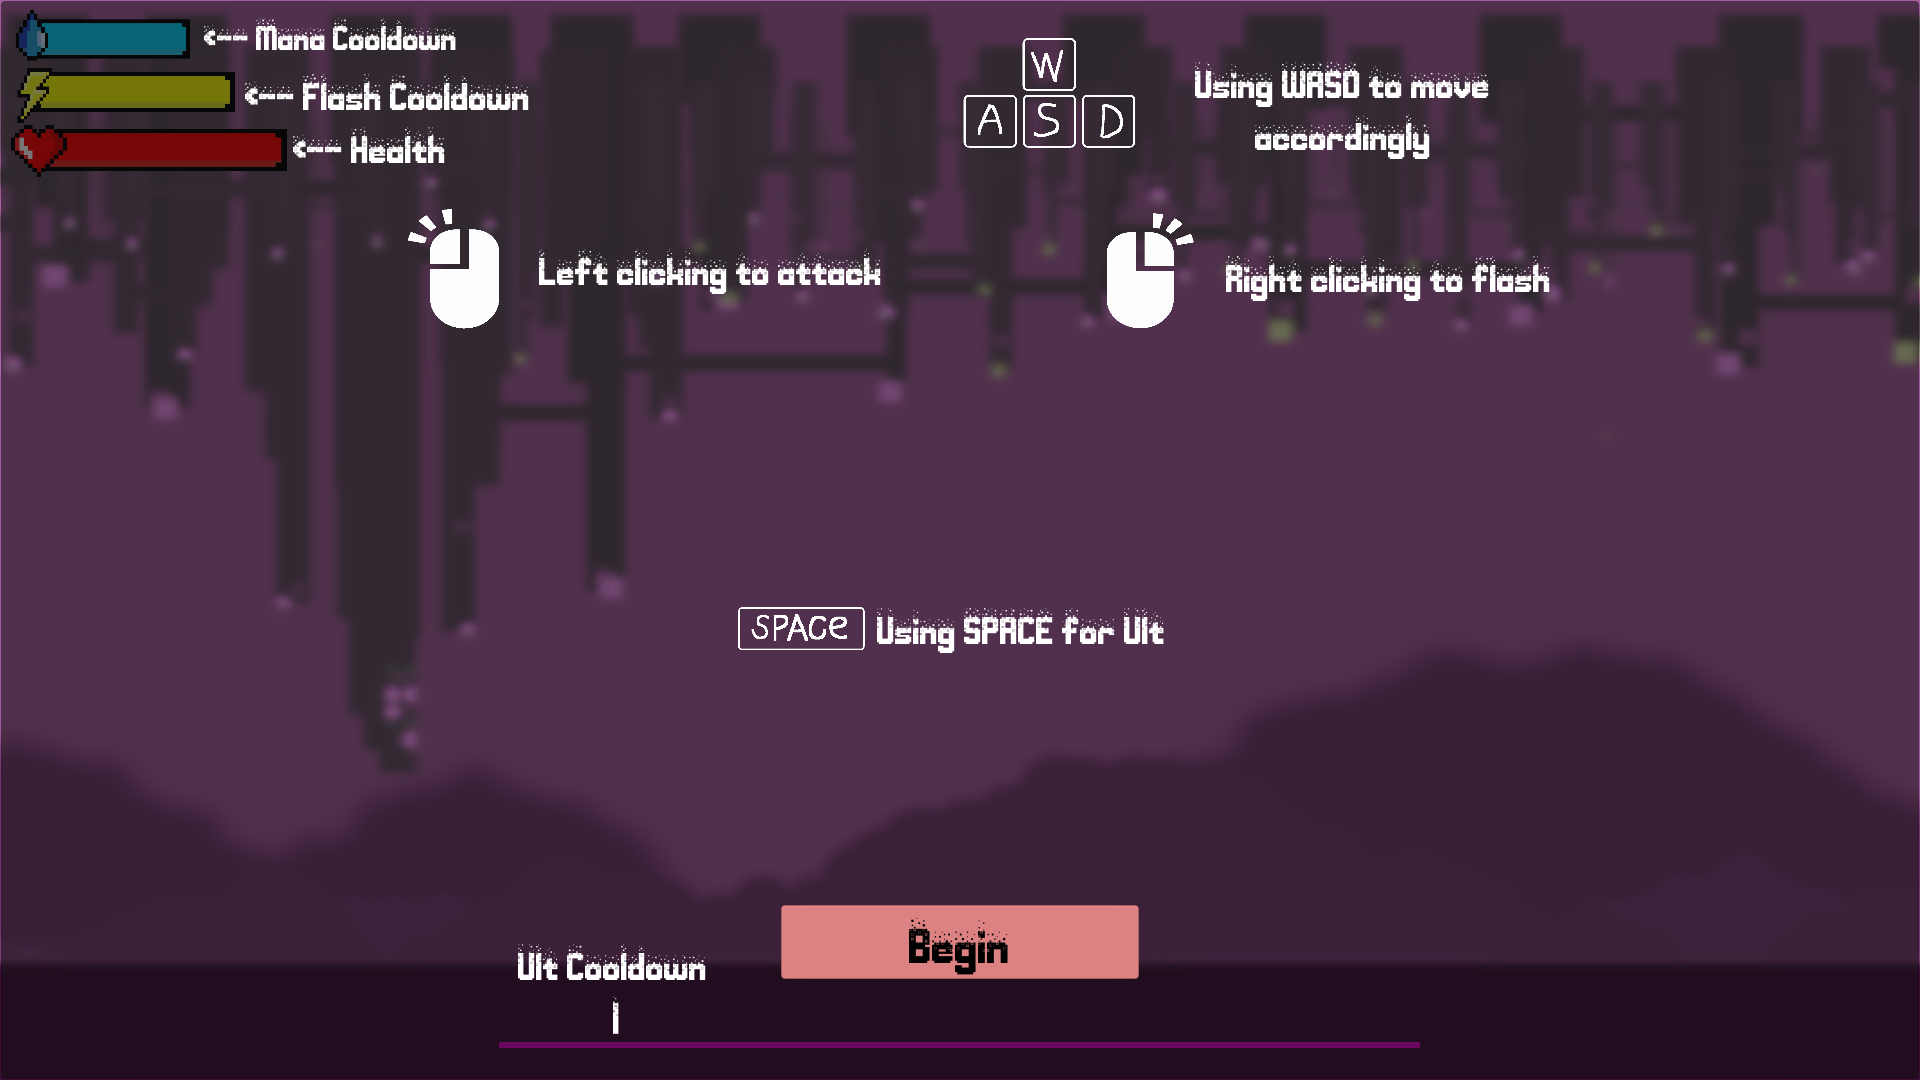 <-- Mana Cooldown
<-- Flash Cooldown
<-- Health
W
A S D
Using WASD to move
accordingly
Left clicking to attack
Right clicking to flash
SPACe
Using SPACE for Ult
Begin
Ult Cooldown
|